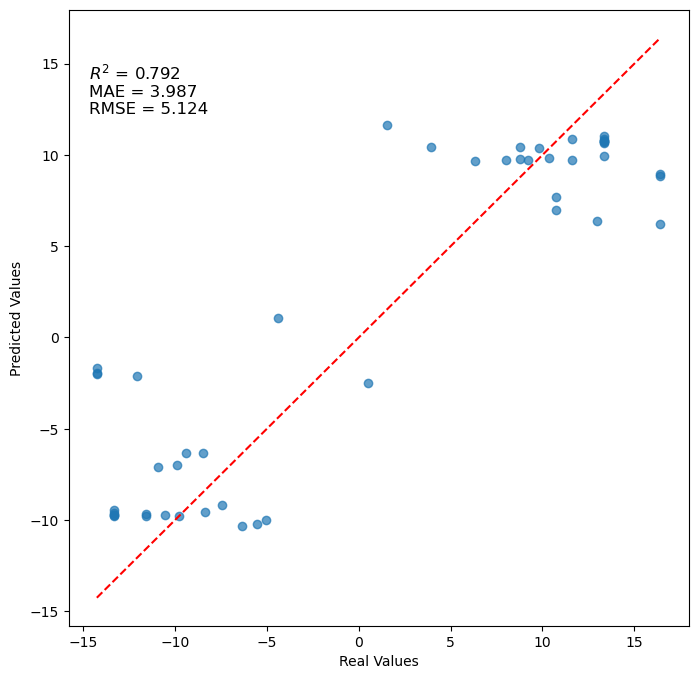 R² = 0.792
MAE = 3.987
RMSE = 5.124
15
10
5
0
−5
−10
−15
Predicted Values
−15 −10 −5 0 5 10 15
Real Values